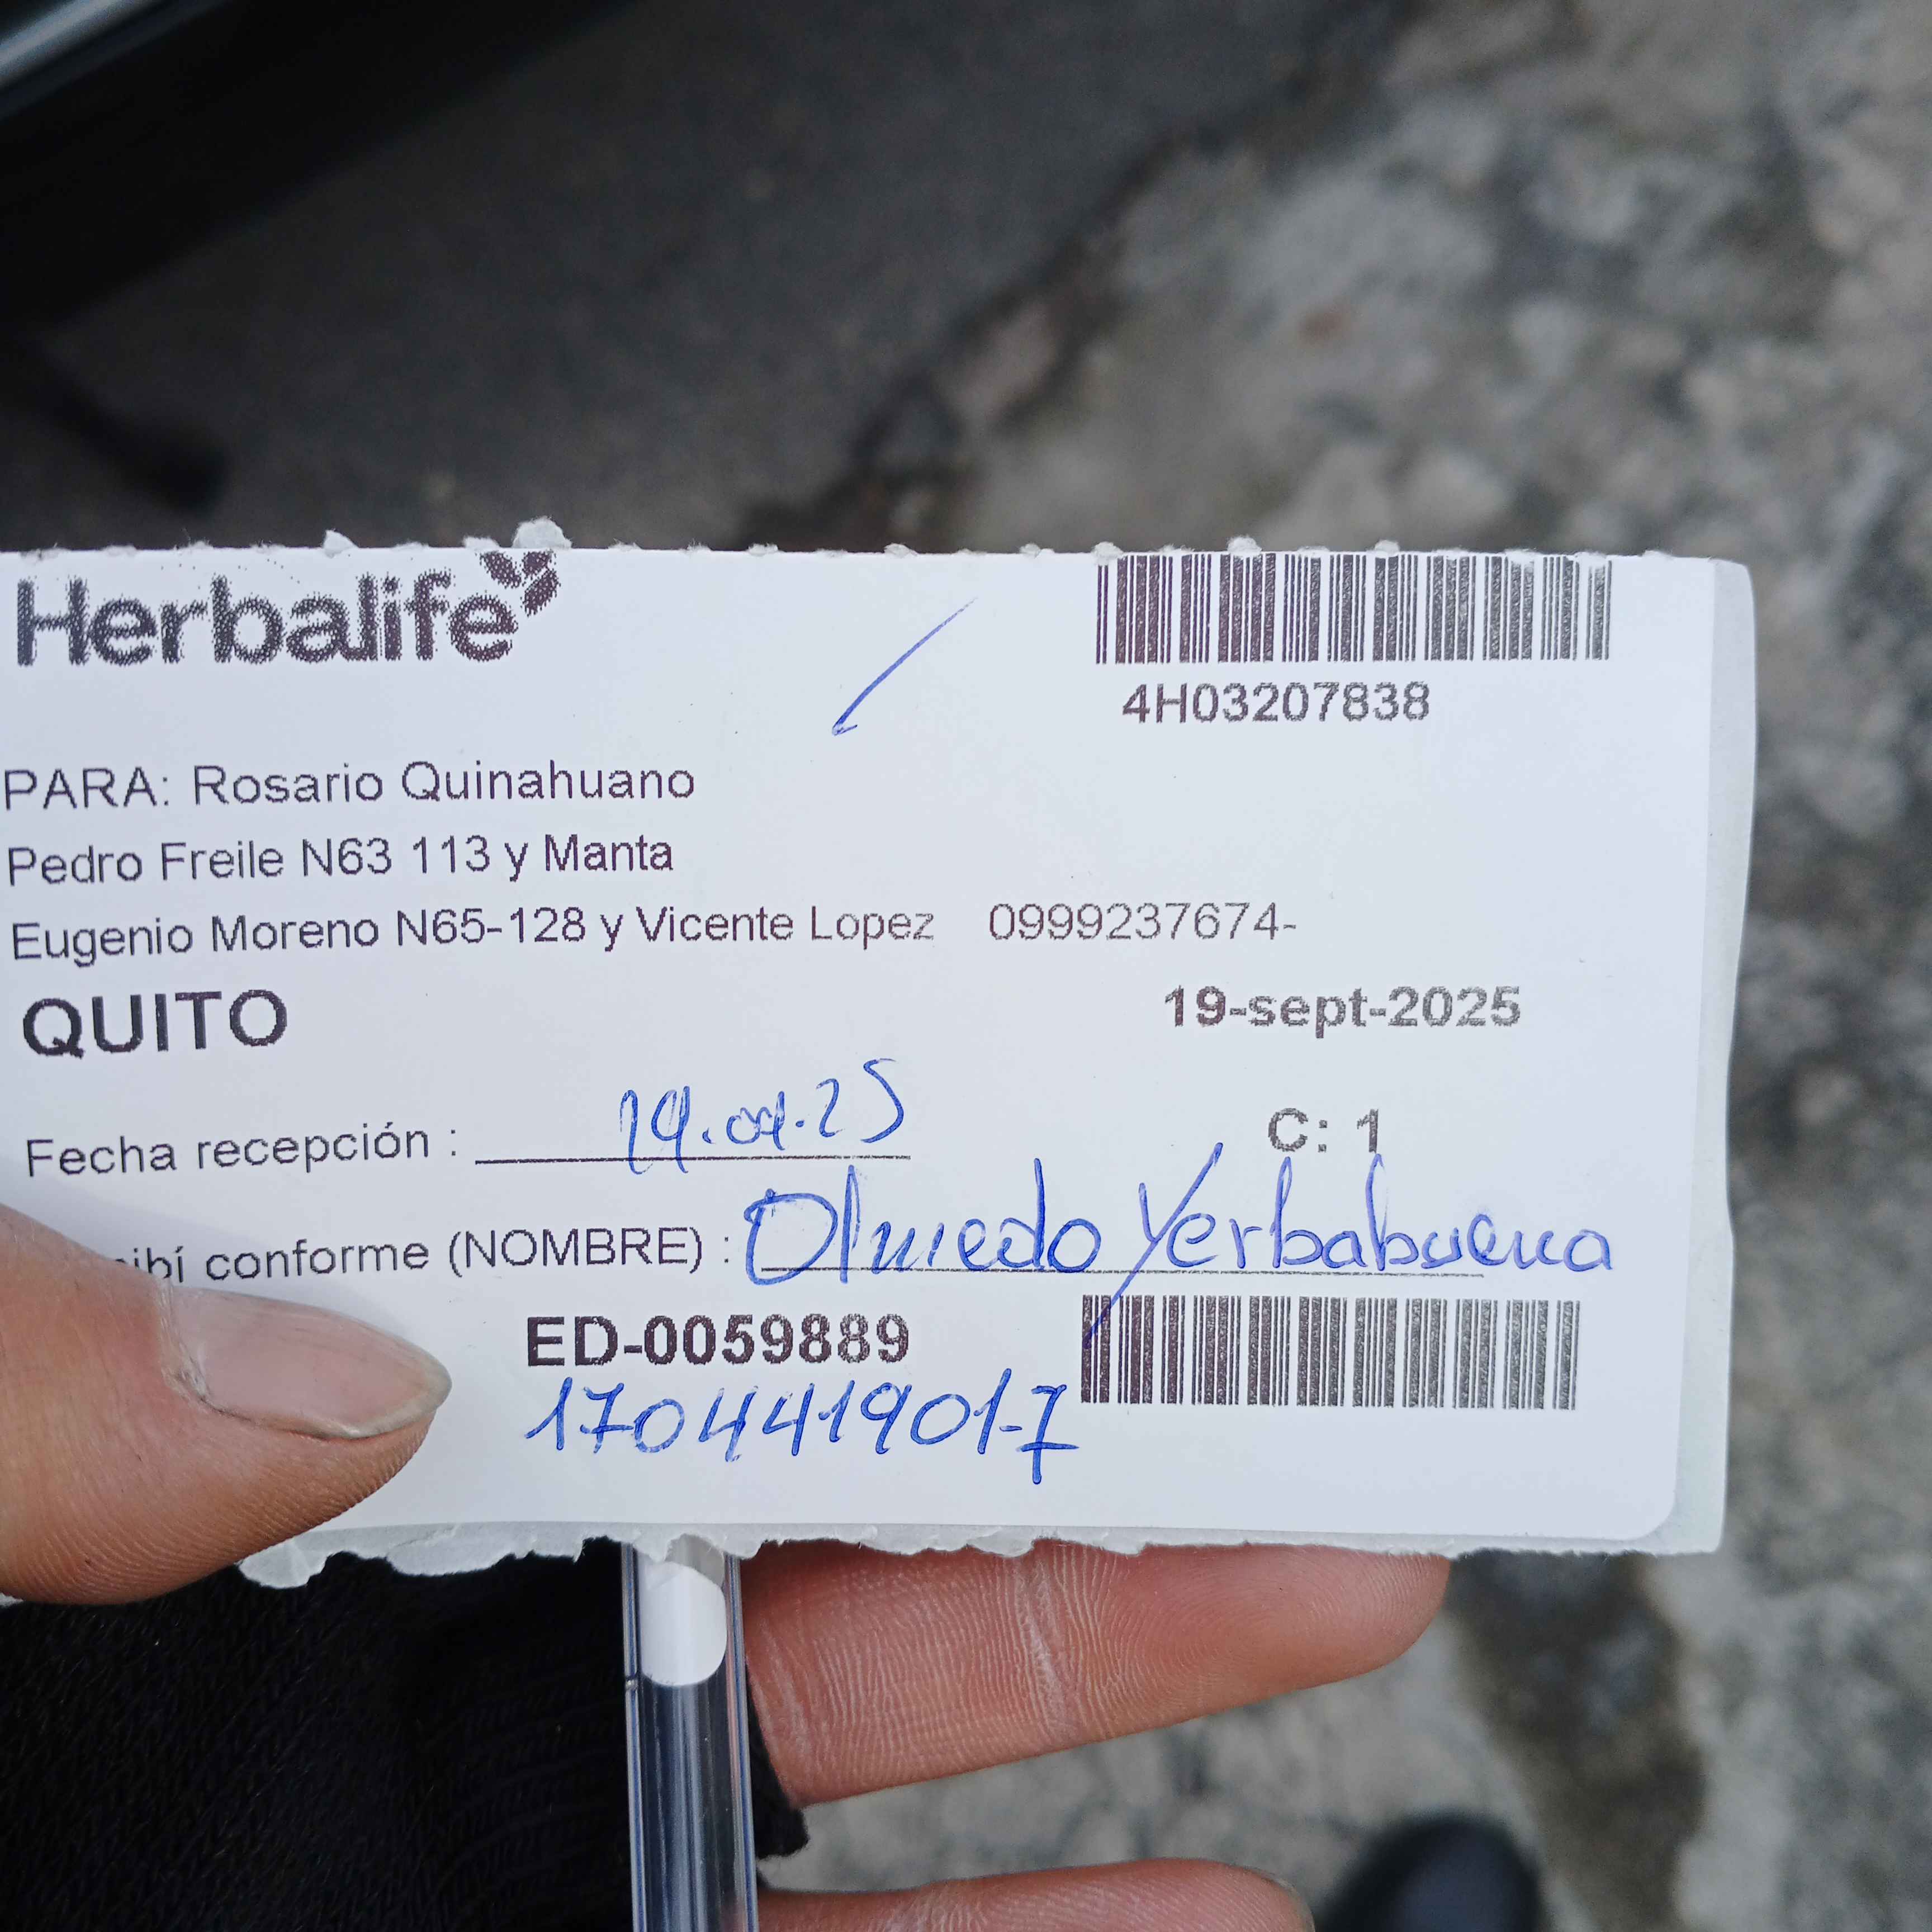 Herbalife
4H03207838
PARA: Rosario Quinahuano
Pedro Freile N63 113 y Manta
Eugenio Moreno N65-128 y Vicente Lopez 0999237674-
QUITO 19-sept-2025
Fecha recepción : 19.09.25 C: 1
ibí conforme (NOMBRE) : Olmedo Yerbabuena
ED-0059889
170441901-7